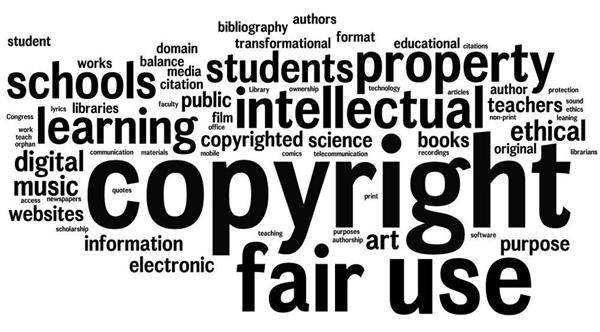 authors
bibliography
student
domain
transformational
format
educational
citations
works
balance
media
citation
schools
students
property
Library
ownership
technology
articles
author
protection
Congress
lyrics
libraries
faculty
public
film
office
intellectual
teachers
sound
ethics
non-print
leaning
work
teach
orphan
learning
copyrighted
science
books
original
ethical
librarians
communication
materials
mobile
comics
telecommunication
recordings
digital
music
access
newspapers
quotes
copyright
print
websites
scholarship
information
teaching
purposes
authorship
art
software
purpose
electronic
fair use